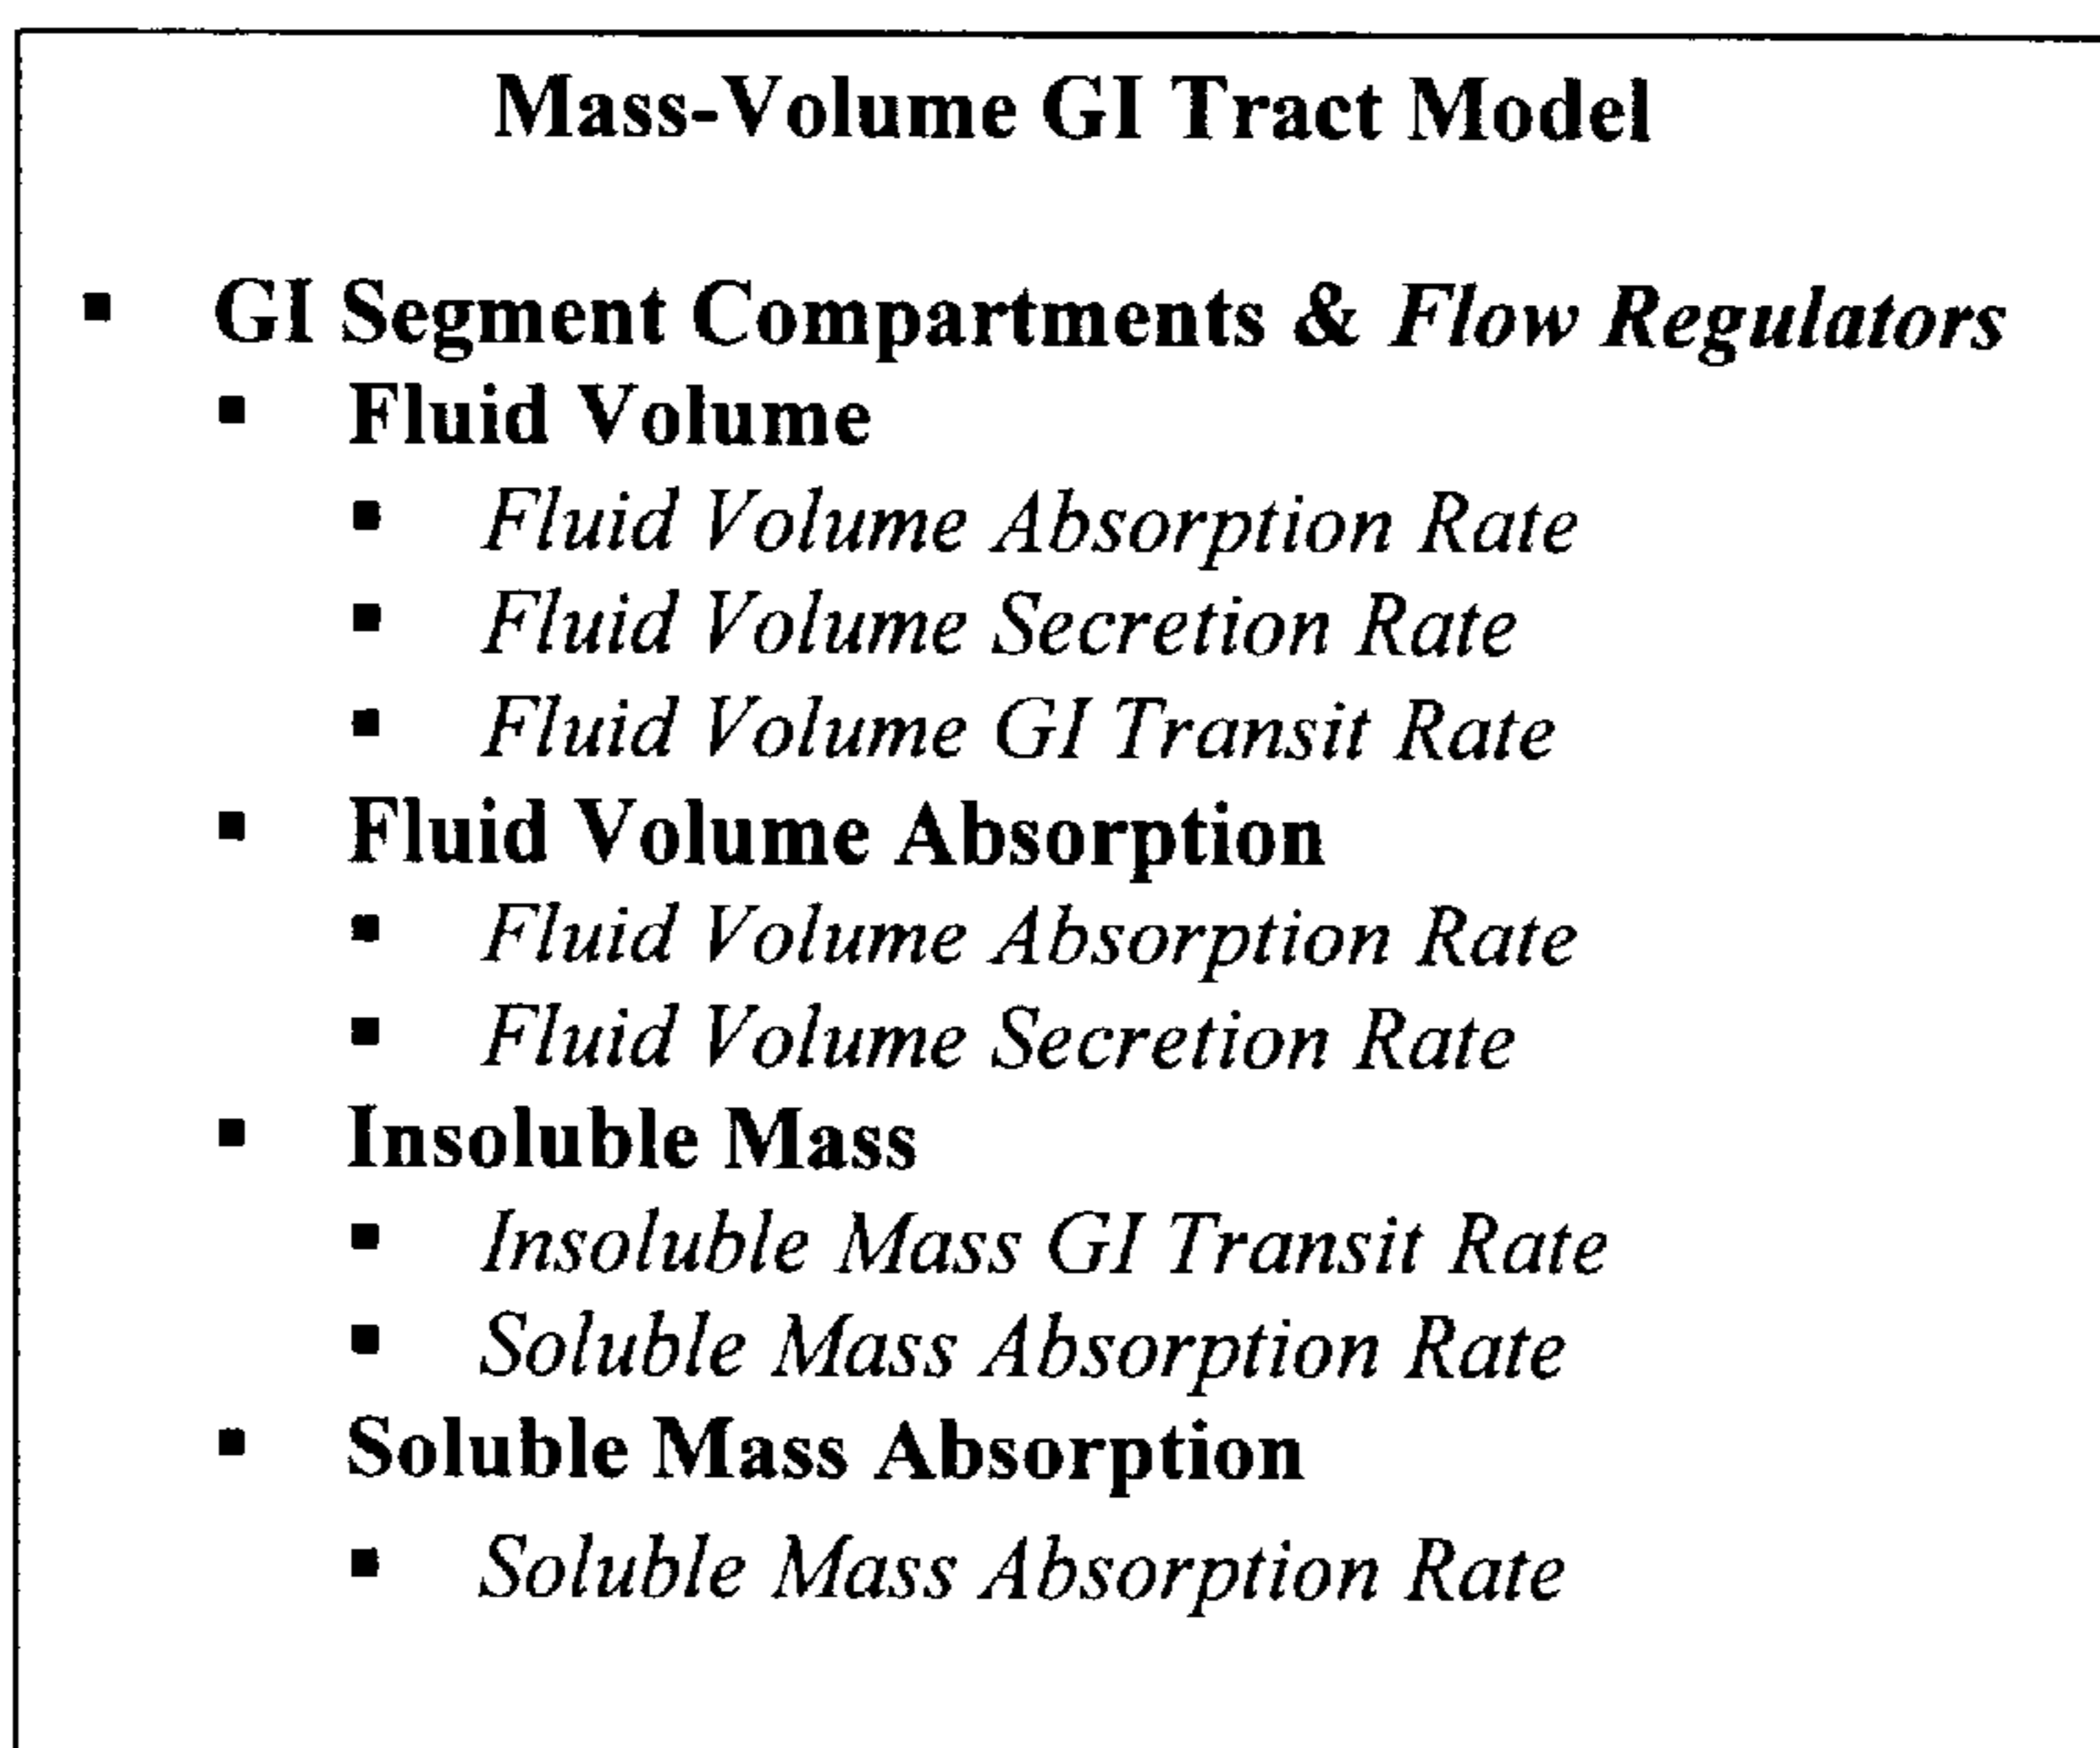 Mass-Volume GI Tract Model
▪ GI Segment Compartments & Flow Regulators
▪ Fluid Volume
▪ Fluid Volume Absorption Rate
▪ Fluid Volume Secretion Rate
▪ Fluid Volume GI Transit Rate
▪ Fluid Volume Absorption
▪ Fluid Volume Absorption Rate
▪ Fluid Volume Secretion Rate
▪ Insoluble Mass
▪ Insoluble Mass GI Transit Rate
▪ Soluble Mass Absorption Rate
▪ Soluble Mass Absorption
▪ Soluble Mass Absorption Rate